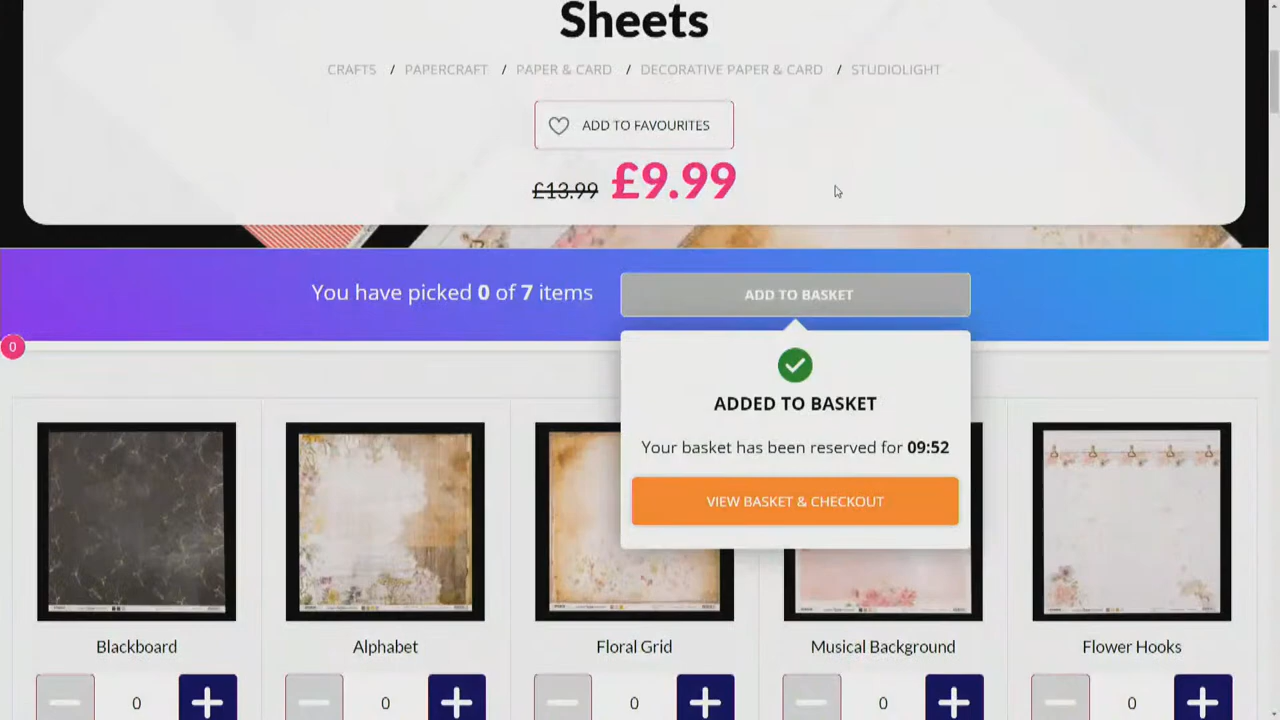 Sheets
CRAFTS / PAPERCRAFT / PAPER & CARD / DECORATIVE PAPER & CARD / STUDIOLIGHT
ADD TO FAVOURITES
£13.99 £9.99
You have picked 0 of 7 items
ADD TO BASKET
0
ADDED TO BASKET
Your basket has been reserved for 09:52
VIEW BASKET & CHECKOUT
Blackboard
Alphabet
Floral Grid
Musical Background
Flower Hooks
0
0
0
0
0